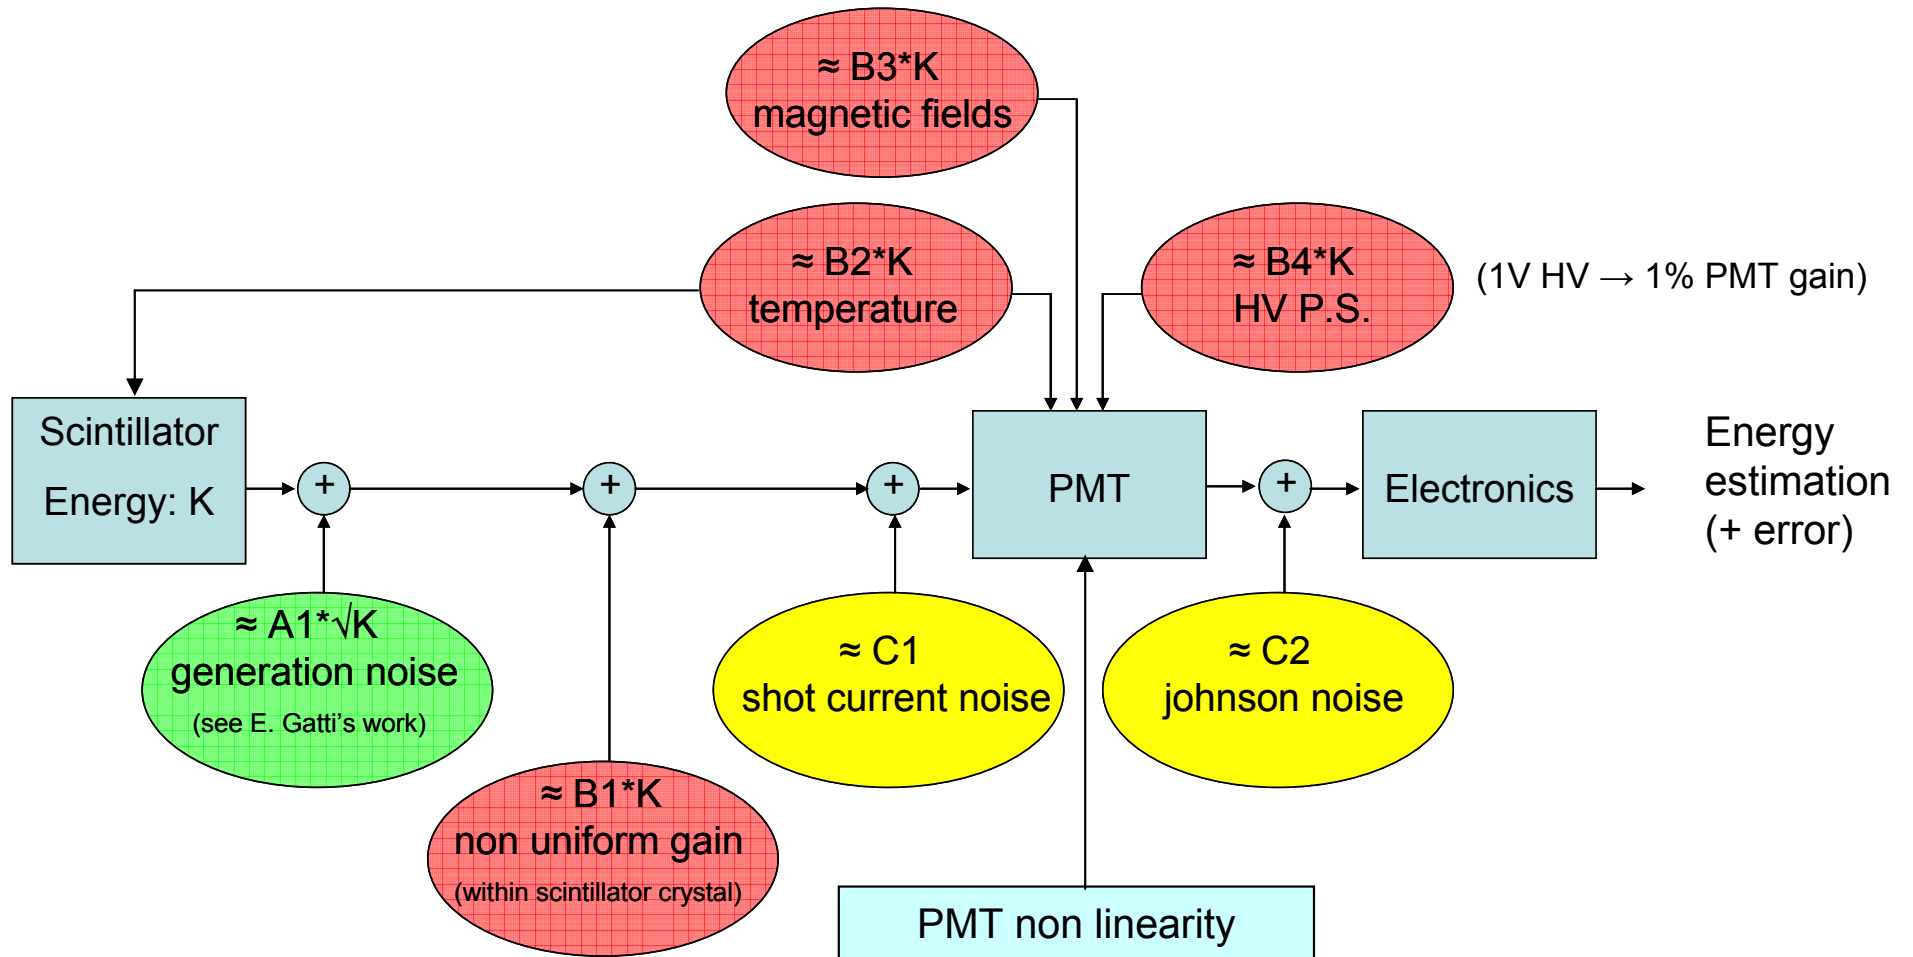 ≈ B3*K
magnetic fields
≈ B2*K
temperature
≈ B4*K
HV P.S.
(1V HV → 1% PMT gain)
Scintillator
Energy: K
+
+
+
PMT
+
Electronics
Energy
estimation
(+ error)
≈ A1*√K
generation noise
(see E. Gatti's work)
≈ C1
shot current noise
≈ C2
johnson noise
≈ B1*K
non uniform gain
(within scintillator crystal)
PMT non linearity